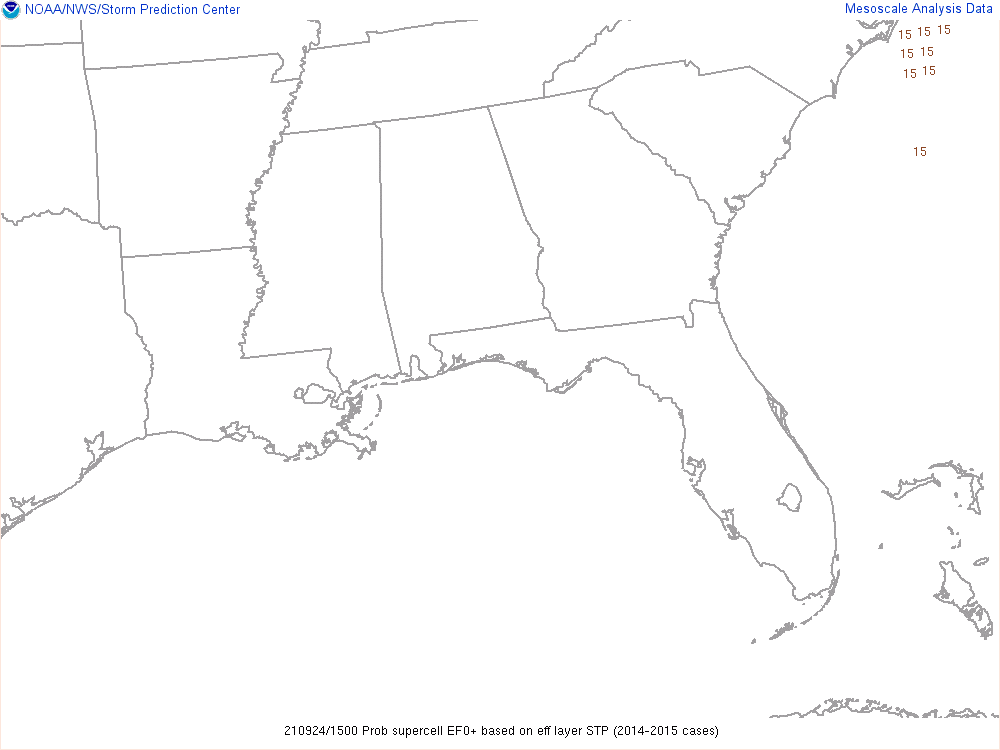 NOAA/NWS/Storm Prediction Center
Mesoscale Analysis Data
15 15 15
15 15
15 15
15
210924/1500 Prob supercell EF0+ based on eff layer STP (2014-2015 cases)